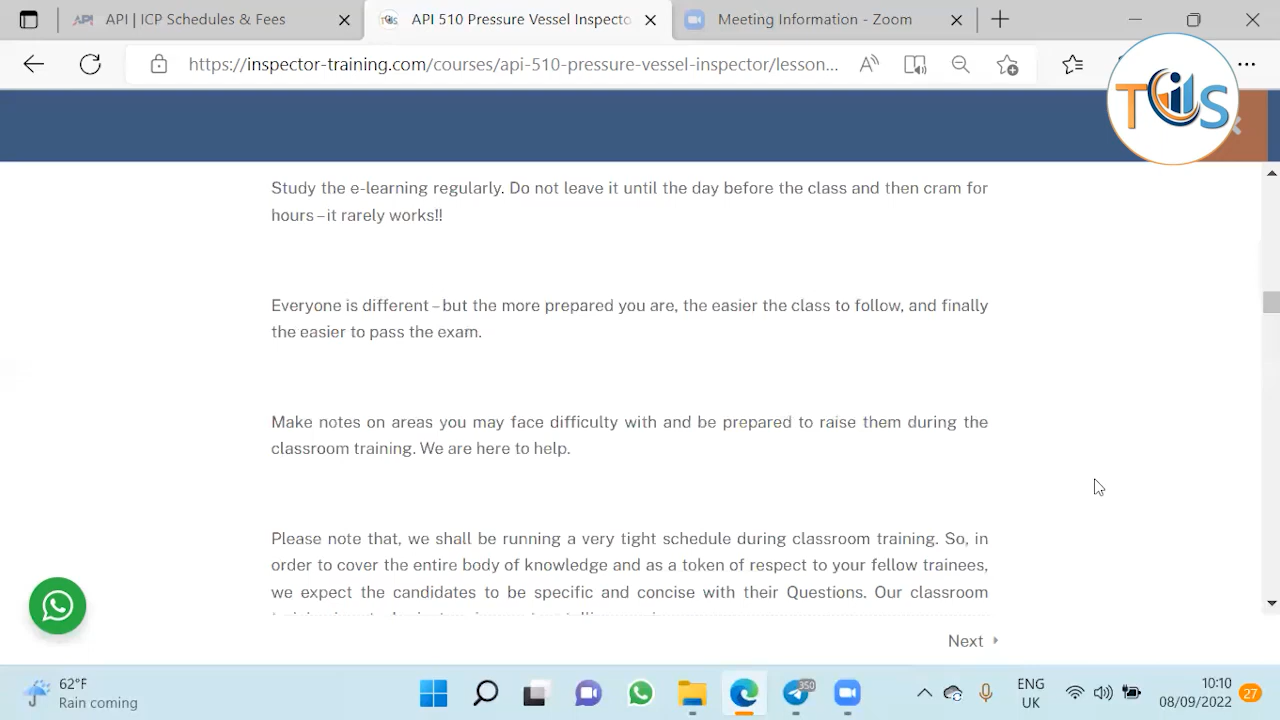 API | ICP Schedules & Fees
API 510 Pressure Vessel Inspecto
Meeting Information - Zoom
https://inspector-training.com/courses/api-510-pressure-vessel-inspector/lesson...
TIS
Study the e-learning regularly. Do not leave it until the day before the class and then cram for
hours – it rarely works!!
Everyone is different – but the more prepared you are, the easier the class to follow, and finally
the easier to pass the exam.
Make notes on areas you may face difficulty with and be prepared to raise them during the
classroom training. We are here to help.
Please note that, we shall be running a very tight schedule during classroom training. So, in
order to cover the entire body of knowledge and as a token of respect to your fellow trainees,
we expect the candidates to be specific and concise with their Questions. Our classroom
Next
62°F
Rain coming
350
ENG
UK
10:10
08/09/2022
27